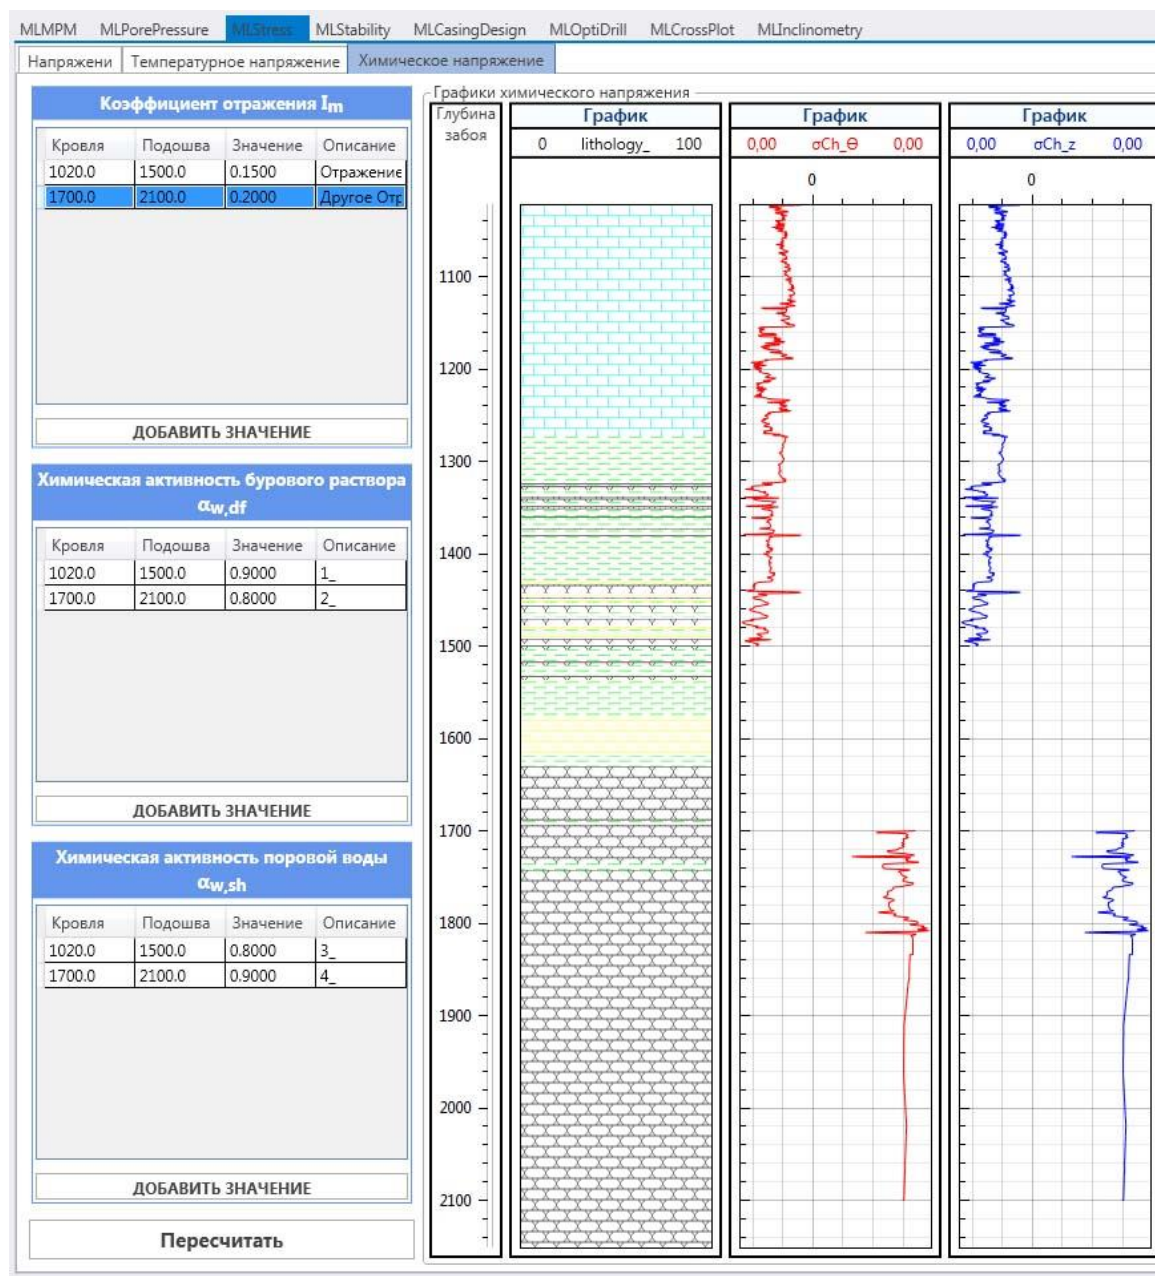 MLMPM MLPorePressure MLStress MLStability MLCasingDesign MLOptiDrill MLCrossPlot MLInclinometry
Напряжени Температурное напряжение Химическое напряжение
Коэффициент отражения Im
Кровля Подошва Значение Описание
1020.0 1500.0 0.1500 Отражение
1700.0 2100.0 0.2000 Другое Отр
ДОБАВИТЬ ЗНАЧЕНИЕ
Химическая активность бурового раствора
αw,df
Кровля Подошва Значение Описание
1020.0 1500.0 0.9000 1_
1700.0 2100.0 0.8000 2_
ДОБАВИТЬ ЗНАЧЕНИЕ
Химическая активность поровой воды
αw,sh
Кровля Подошва Значение Описание
1020.0 1500.0 0.8000 3_
1700.0 2100.0 0.9000 4_
ДОБАВИТЬ ЗНАЧЕНИЕ
Пересчитать
Графики химического напряжения
Глубина
забоя
1100
1200
1300
1400
1500
1600
1700
1800
1900
2000
2100
График
0 lithology_ 100
График
0,00 σCh_Θ 0,00
0
График
0,00 σCh_z 0,00
0